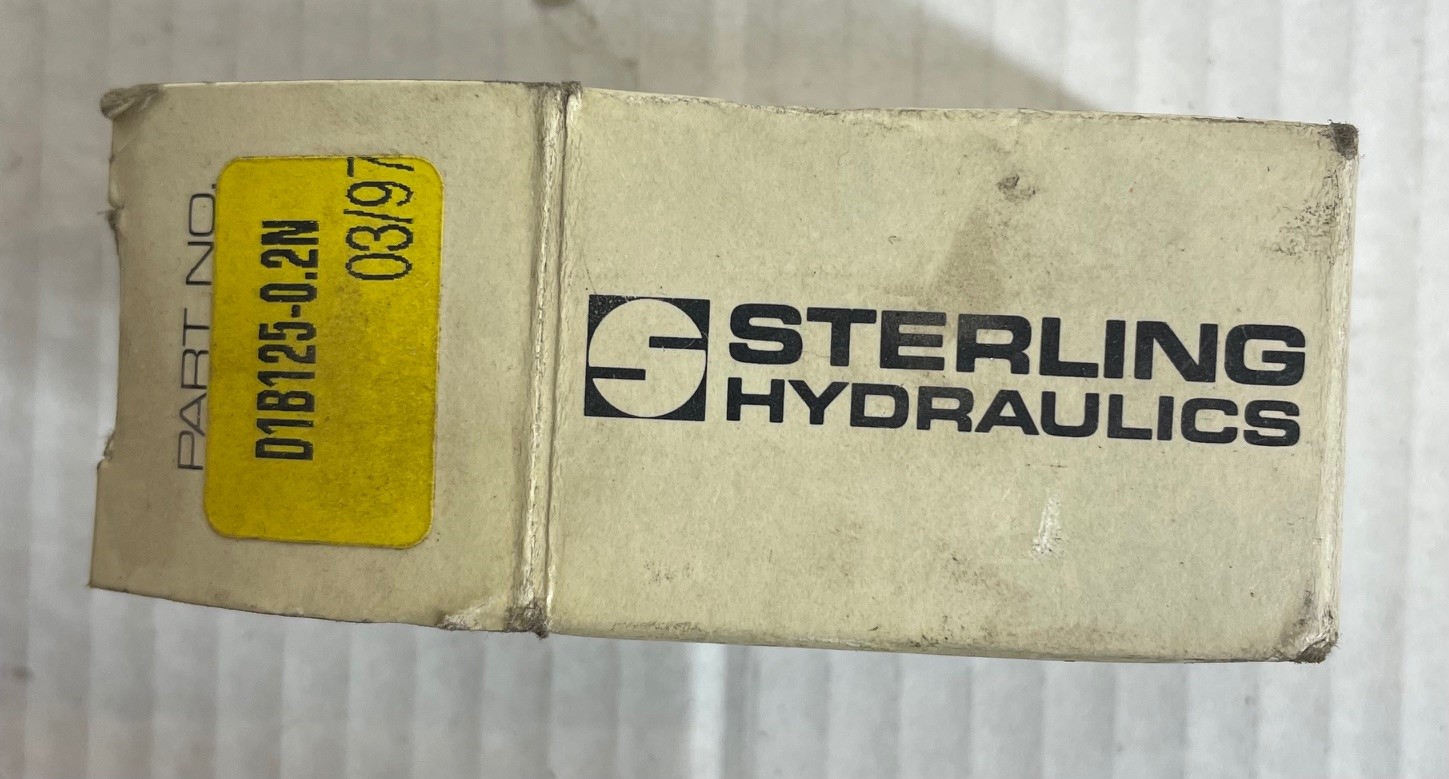 PART NO.
D1B125-0.2N
03/97
STERLING
HYDRAULICS